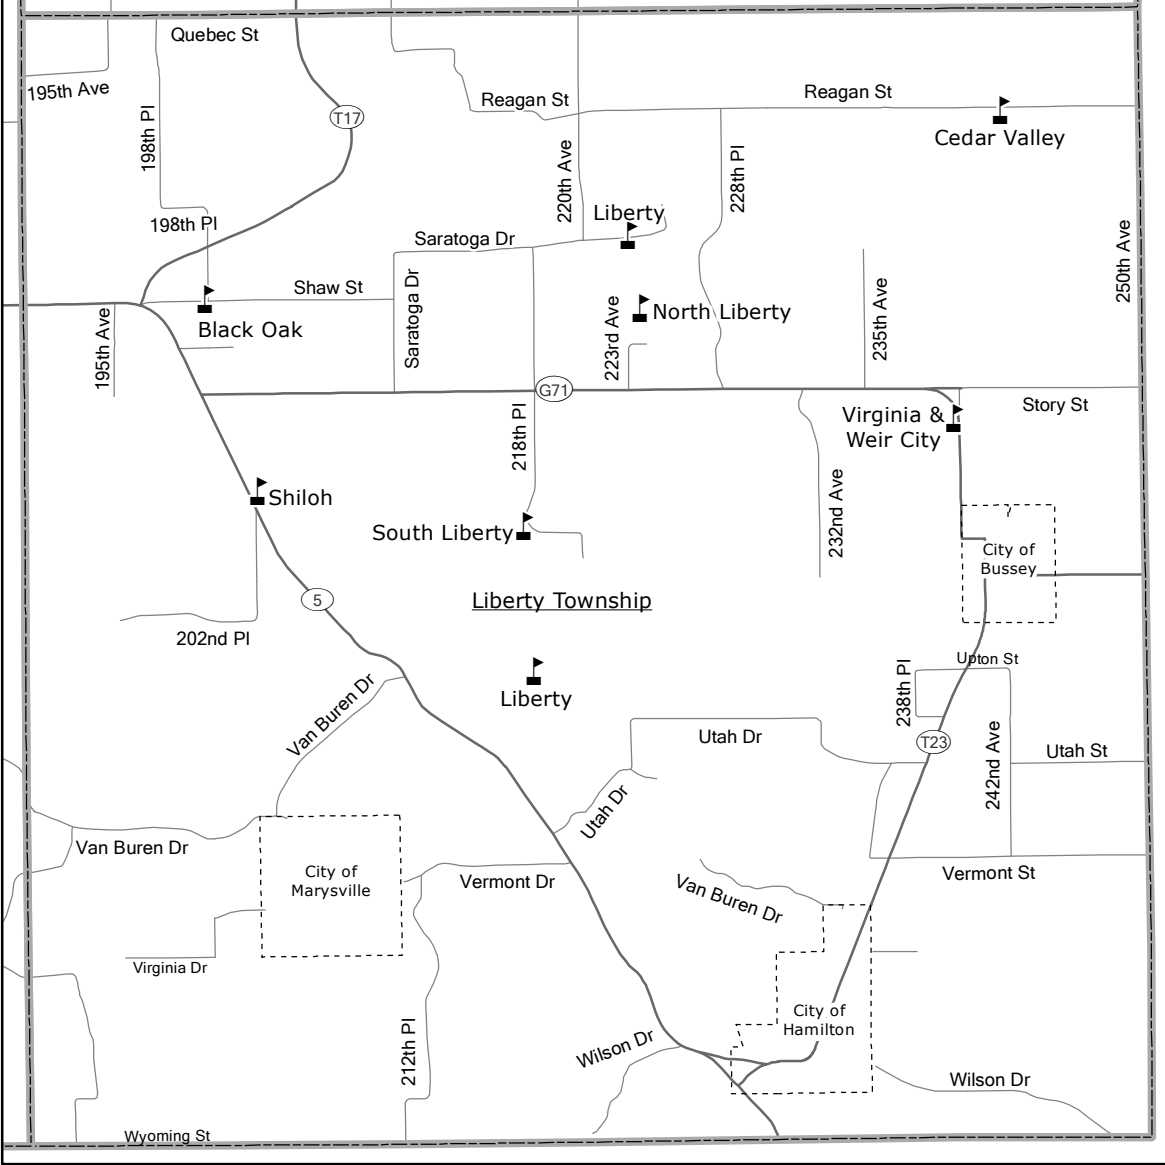 Quebec St
195th Ave
198th Pl
T17
Reagan St
Reagan St
Cedar Valley
220th Ave
228th Pl
198th Pl
Liberty
Saratoga Dr
250th Ave
Shaw St
Saratoga Dr
Black Oak
195th Ave
223rd Ave
North Liberty
235th Ave
G71
Story St
Virginia &
Weir City
218th Pl
Shiloh
232nd Ave
South Liberty
City of
Bussey
Liberty Township
5
202nd Pl
Upton St
Liberty
Van Buren Dr
238th Pl
T23
Utah Dr
242nd Ave
Utah St
Utah Dr
Van Buren Dr
City of
Marysville
Vermont Dr
Van Buren Dr
Vermont St
Virginia Dr
City of
Hamilton
212th Pl
Wilson Dr
Wilson Dr
Wyoming St